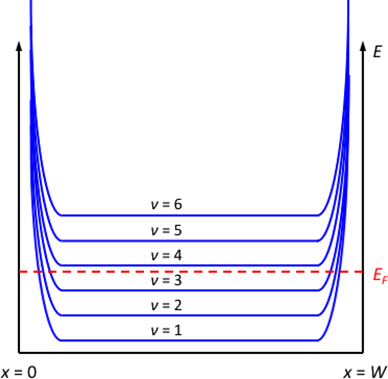 E
ν = 6
ν = 5
ν = 4
E_F
ν = 3
ν = 2
ν = 1
x = 0
x = W